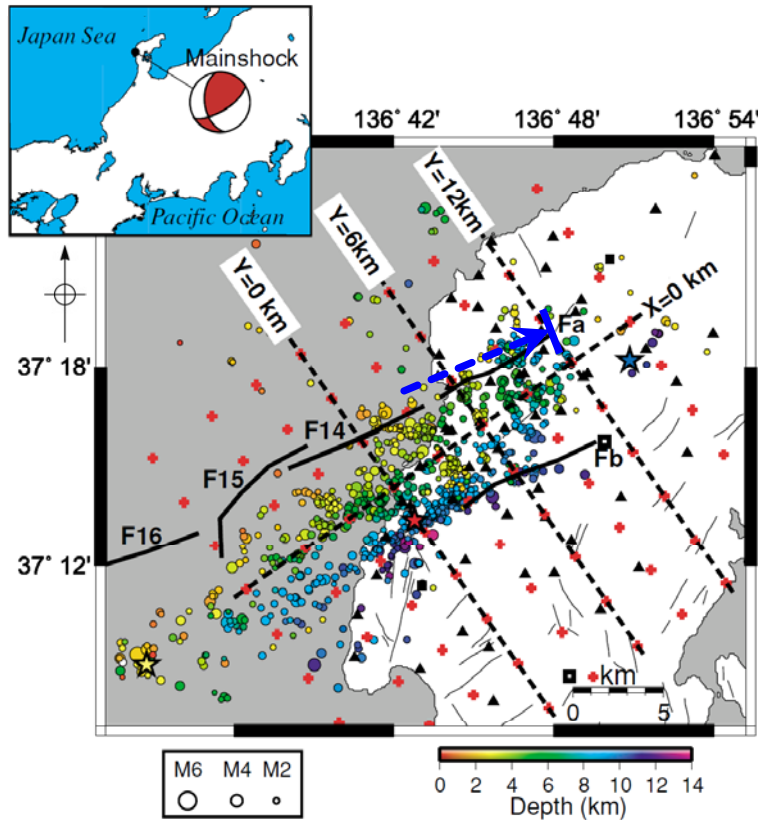 Japan Sea
Mainshock
Pacific Ocean
136° 42'
136° 48'
136° 54'
Y=12km
Y=6km
Y=0 km
X=0 km
Fa
37° 18'
F14
F15
Fb
F16
37° 12'
km
0
5
M6
M4
M2
0
2
4
6
8
10
12
14
Depth (km)